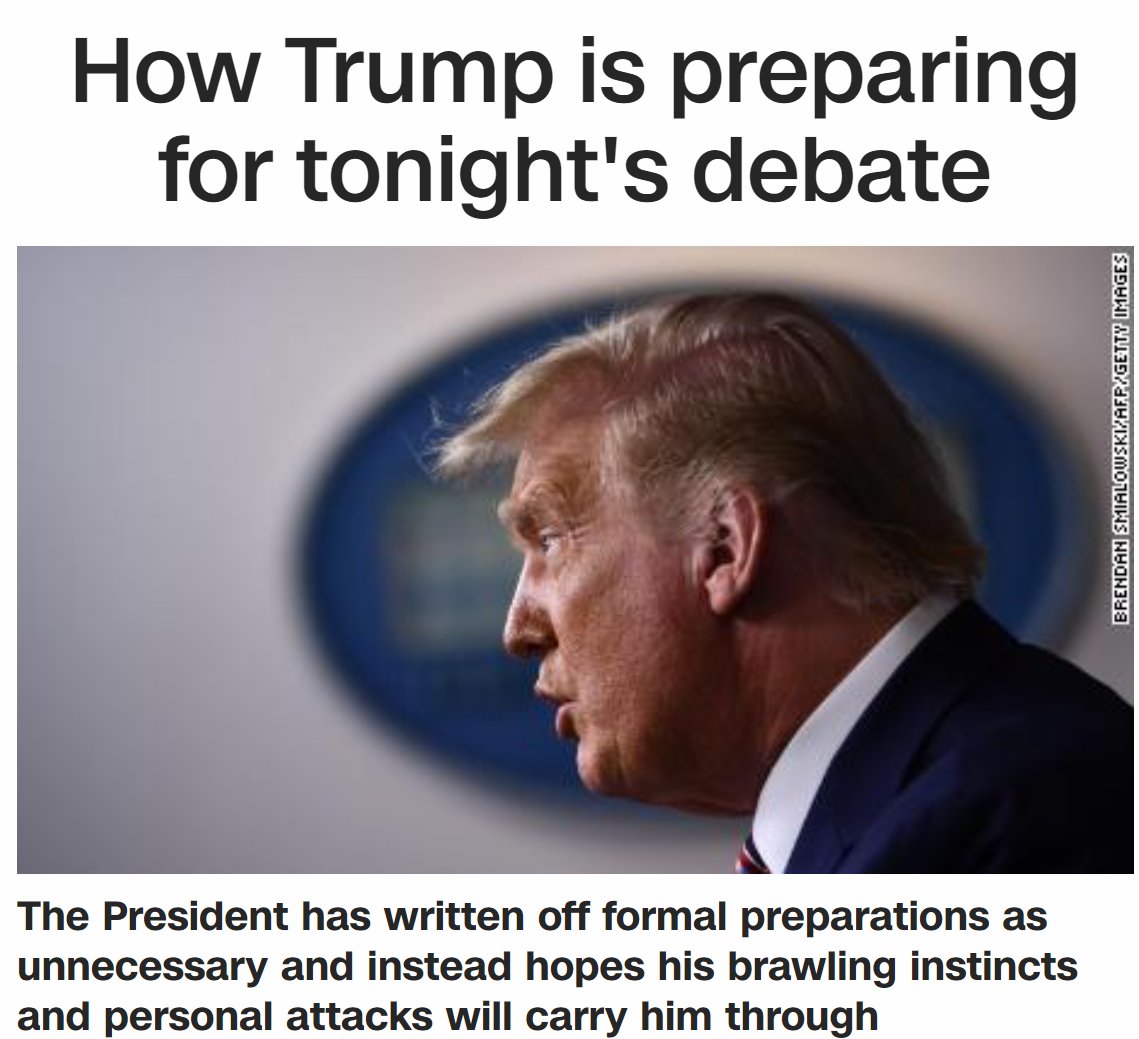 How Trump is preparing
for tonight's debate
BRENDAN SMIALOWSKI/AFP/GETTY IMAGES
The President has written off formal preparations as
unnecessary and instead hopes his brawling instincts
and personal attacks will carry him through